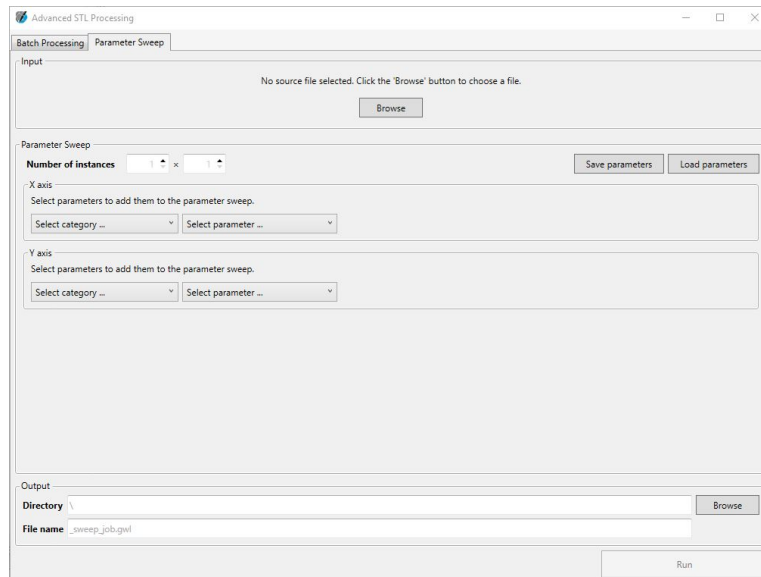 Advanced STL Processing
Batch Processing Parameter Sweep
Input
No source file selected. Click the 'Browse' button to choose a file.
Browse
Parameter Sweep
Number of instances 1 × 1 Save parameters Load parameters
X axis
Select parameters to add them to the parameter sweep.
Select category ... Select parameter ...
Y axis
Select parameters to add them to the parameter sweep.
Select category ... Select parameter ...
Output
Directory \ Browse
File name _sweep_job.gwl
Run